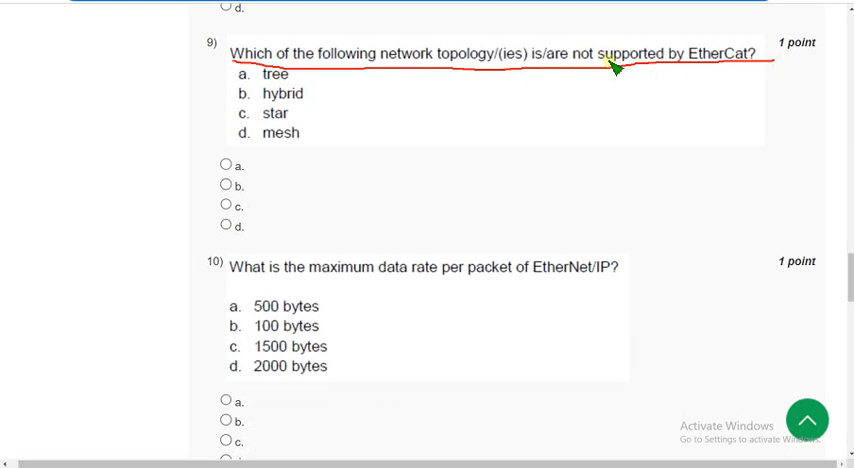 d.
9)
Which of the following network topology/(ies) is/are not supported by EtherCat?
1 point
a. tree
b. hybrid
c. star
d. mesh
a.
b.
c.
d.
10)
What is the maximum data rate per packet of EtherNet/IP?
1 point
a. 500 bytes
b. 100 bytes
c. 1500 bytes
d. 2000 bytes
a.
b.
c.
Activate Windows
Go to Settings to activate Windows.